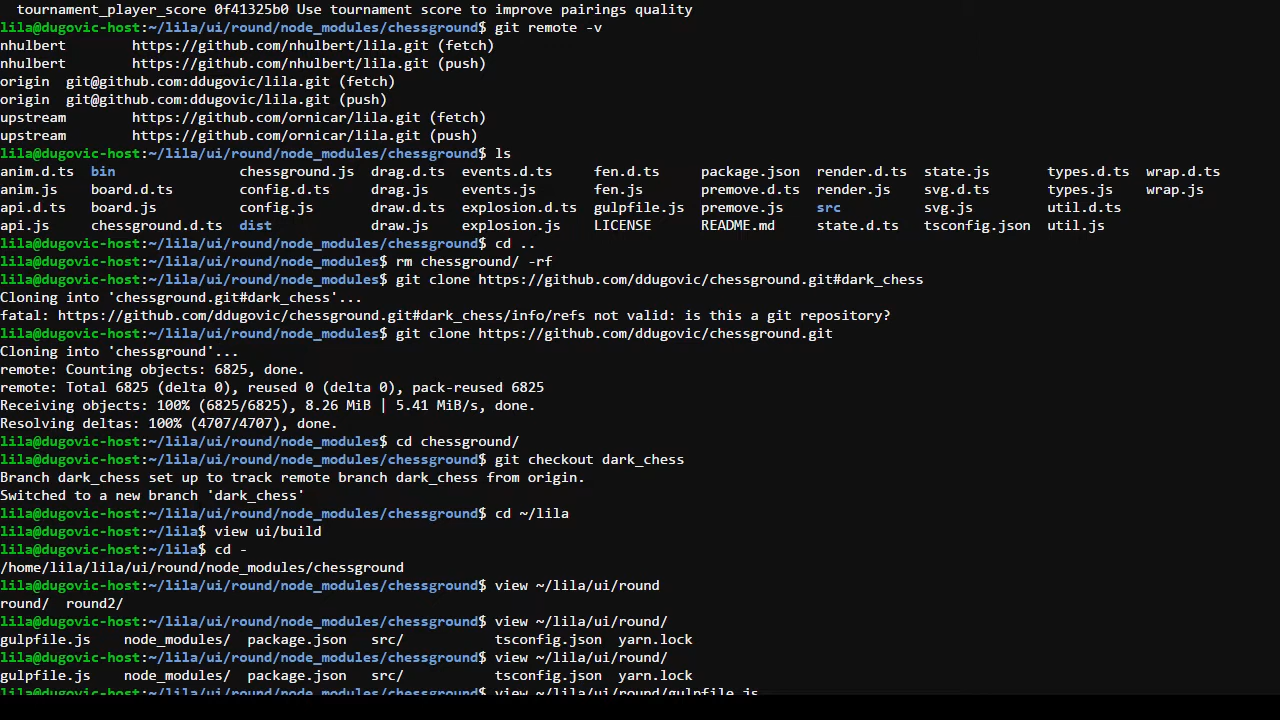 tournament_player_score 0f41325b0 Use tournament score to improve pairings quality
lila@dugovic-host:~/lila/ui/round/node_modules/chessground$ git remote -v
nhulbert        https://github.com/nhulbert/lila.git (fetch)
nhulbert        https://github.com/nhulbert/lila.git (push)
origin  git@github.com:ddugovic/lila.git (fetch)
origin  git@github.com:ddugovic/lila.git (push)
upstream        https://github.com/ornicar/lila.git (fetch)
upstream        https://github.com/ornicar/lila.git (push)
lila@dugovic-host:~/lila/ui/round/node_modules/chessground$ ls
anim.d.ts  bin               chessground.js  drag.d.ts  events.d.ts     fen.d.ts     package.json  render.d.ts   state.js       types.d.ts  wrap.d.ts
anim.js    board.d.ts        config.d.ts     drag.js    events.js       fen.js       premove.d.ts  render.js     svg.d.ts       types.js    wrap.js
api.d.ts   board.js          config.js       draw.d.ts  explosion.d.ts  gulpfile.js  premove.js    src           svg.js         util.d.ts
api.js     chessground.d.ts  dist            draw.js    explosion.js    LICENSE      README.md     state.d.ts    tsconfig.json  util.js
lila@dugovic-host:~/lila/ui/round/node_modules/chessground$ cd ..
lila@dugovic-host:~/lila/ui/round/node_modules$ rm chessground/ -rf
lila@dugovic-host:~/lila/ui/round/node_modules$ git clone https://github.com/ddugovic/chessground.git#dark_chess
Cloning into 'chessground.git#dark_chess'...
fatal: https://github.com/ddugovic/chessground.git#dark_chess/info/refs not valid: is this a git repository?
lila@dugovic-host:~/lila/ui/round/node_modules$ git clone https://github.com/ddugovic/chessground.git
Cloning into 'chessground'...
remote: Counting objects: 6825, done.
remote: Total 6825 (delta 0), reused 0 (delta 0), pack-reused 6825
Receiving objects: 100% (6825/6825), 8.26 MiB | 5.41 MiB/s, done.
Resolving deltas: 100% (4707/4707), done.
lila@dugovic-host:~/lila/ui/round/node_modules$ cd chessground/
lila@dugovic-host:~/lila/ui/round/node_modules/chessground$ git checkout dark_chess
Branch dark_chess set up to track remote branch dark_chess from origin.
Switched to a new branch 'dark_chess'
lila@dugovic-host:~/lila/ui/round/node_modules/chessground$ cd ~/lila
lila@dugovic-host:~/lila$ view ui/build
lila@dugovic-host:~/lila$ cd -
/home/lila/lila/ui/round/node_modules/chessground
lila@dugovic-host:~/lila/ui/round/node_modules/chessground$ view ~/lila/ui/round
round/  round2/
lila@dugovic-host:~/lila/ui/round/node_modules/chessground$ view ~/lila/ui/round/
gulpfile.js    node_modules/  package.json   src/           tsconfig.json  yarn.lock
lila@dugovic-host:~/lila/ui/round/node_modules/chessground$ view ~/lila/ui/round/
gulpfile.js    node_modules/  package.json   src/           tsconfig.json  yarn.lock
lila@dugovic-host:~/lila/ui/round/node_modules/chessground$ view ~/lila/ui/round/gulpfile.js